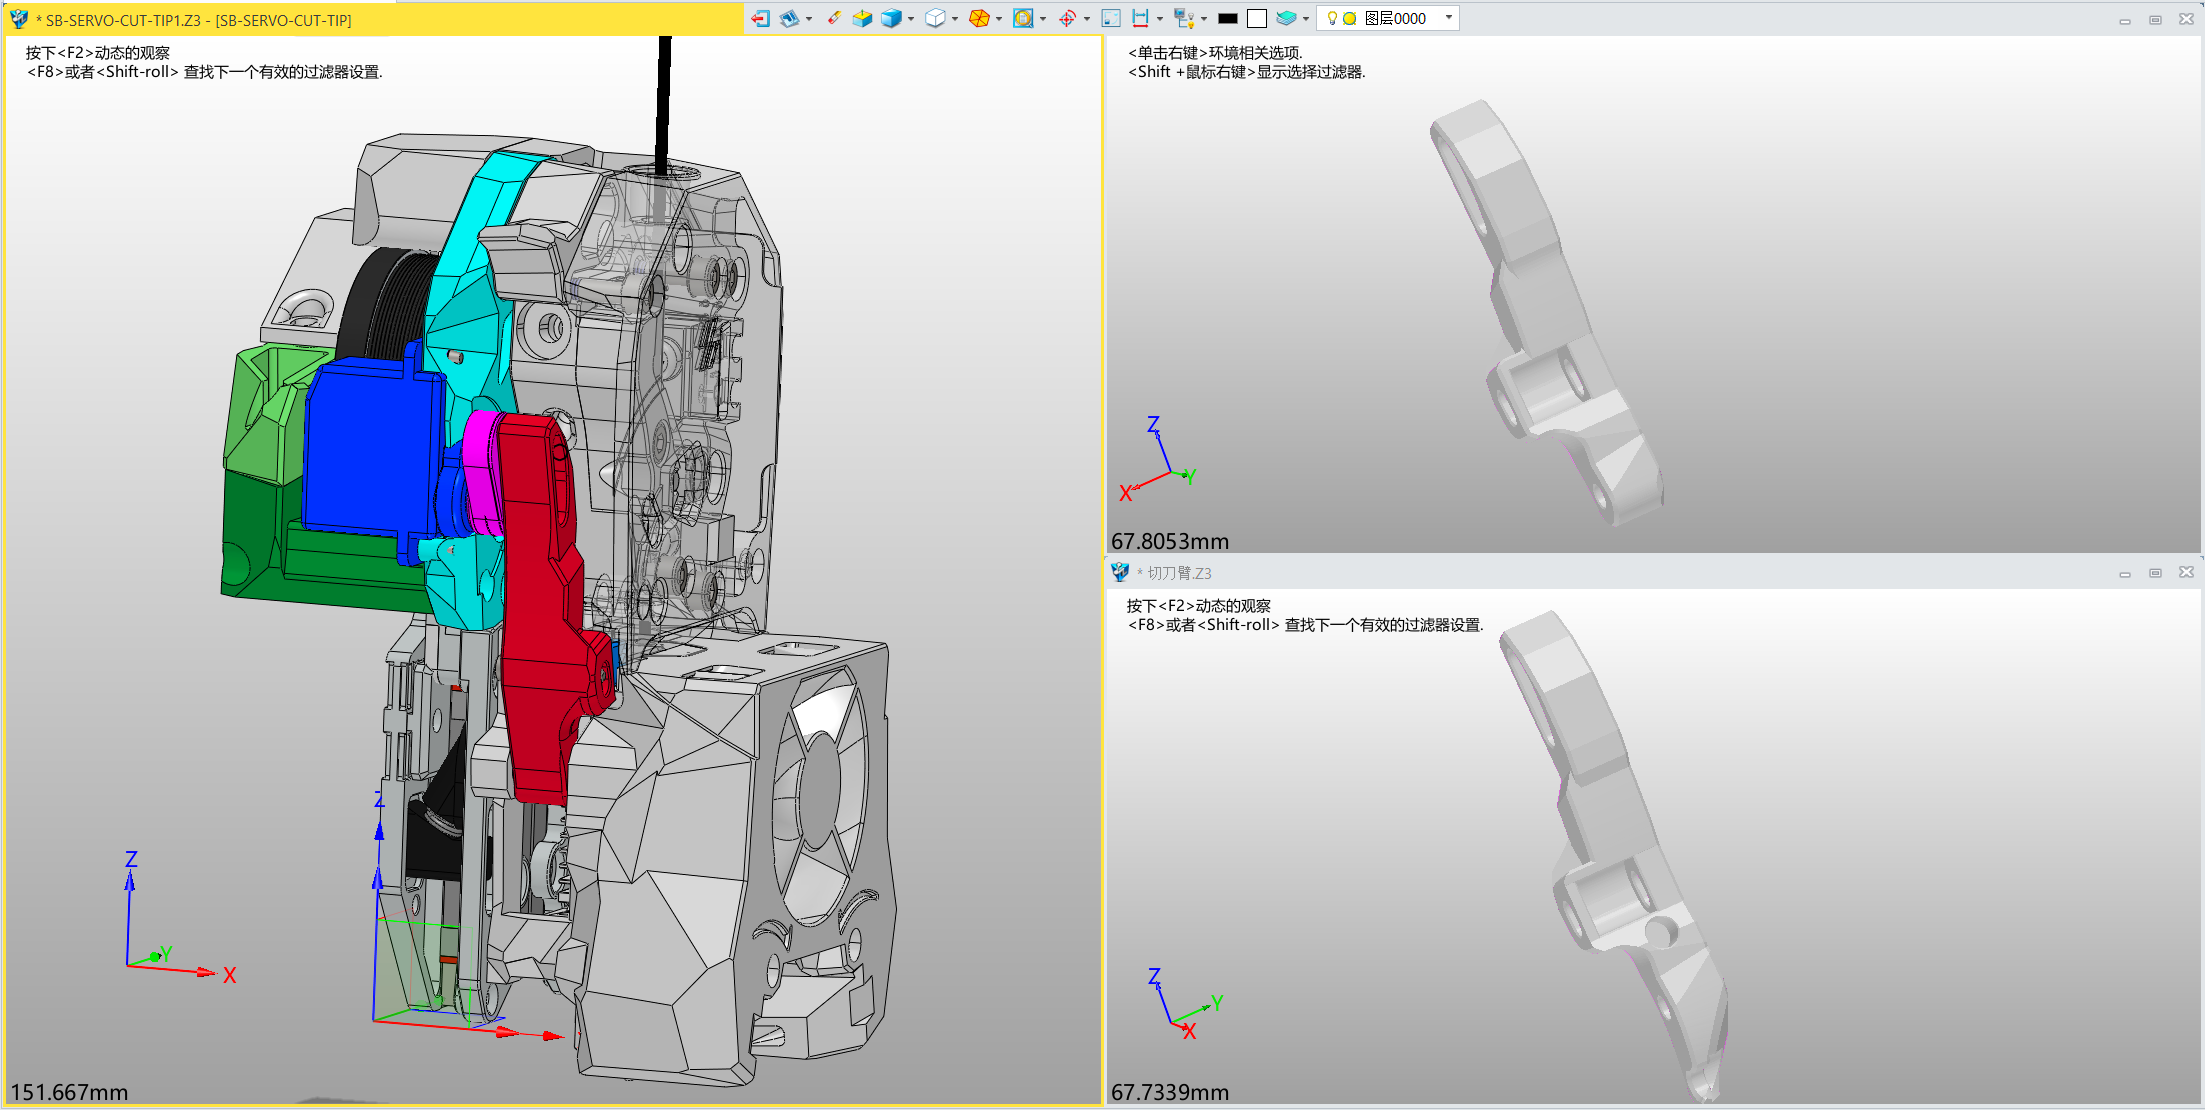 * SB-SERVO-CUT-TIP1.Z3 - [SB-SERVO-CUT-TIP]
图层0000
按下<F2>动态的观察
<F8>或者<Shift-roll> 查找下一个有效的过滤器设置.
Z
Z
Y
X
151.667mm
<单击右键>环境相关选项.
<Shift +鼠标右键>显示选择过滤器.
Z
Y
X
67.8053mm
* 切刀臂.Z3
按下<F2>动态的观察
<F8>或者<Shift-roll> 查找下一个有效的过滤器设置.
Z
Y
X
67.7339mm